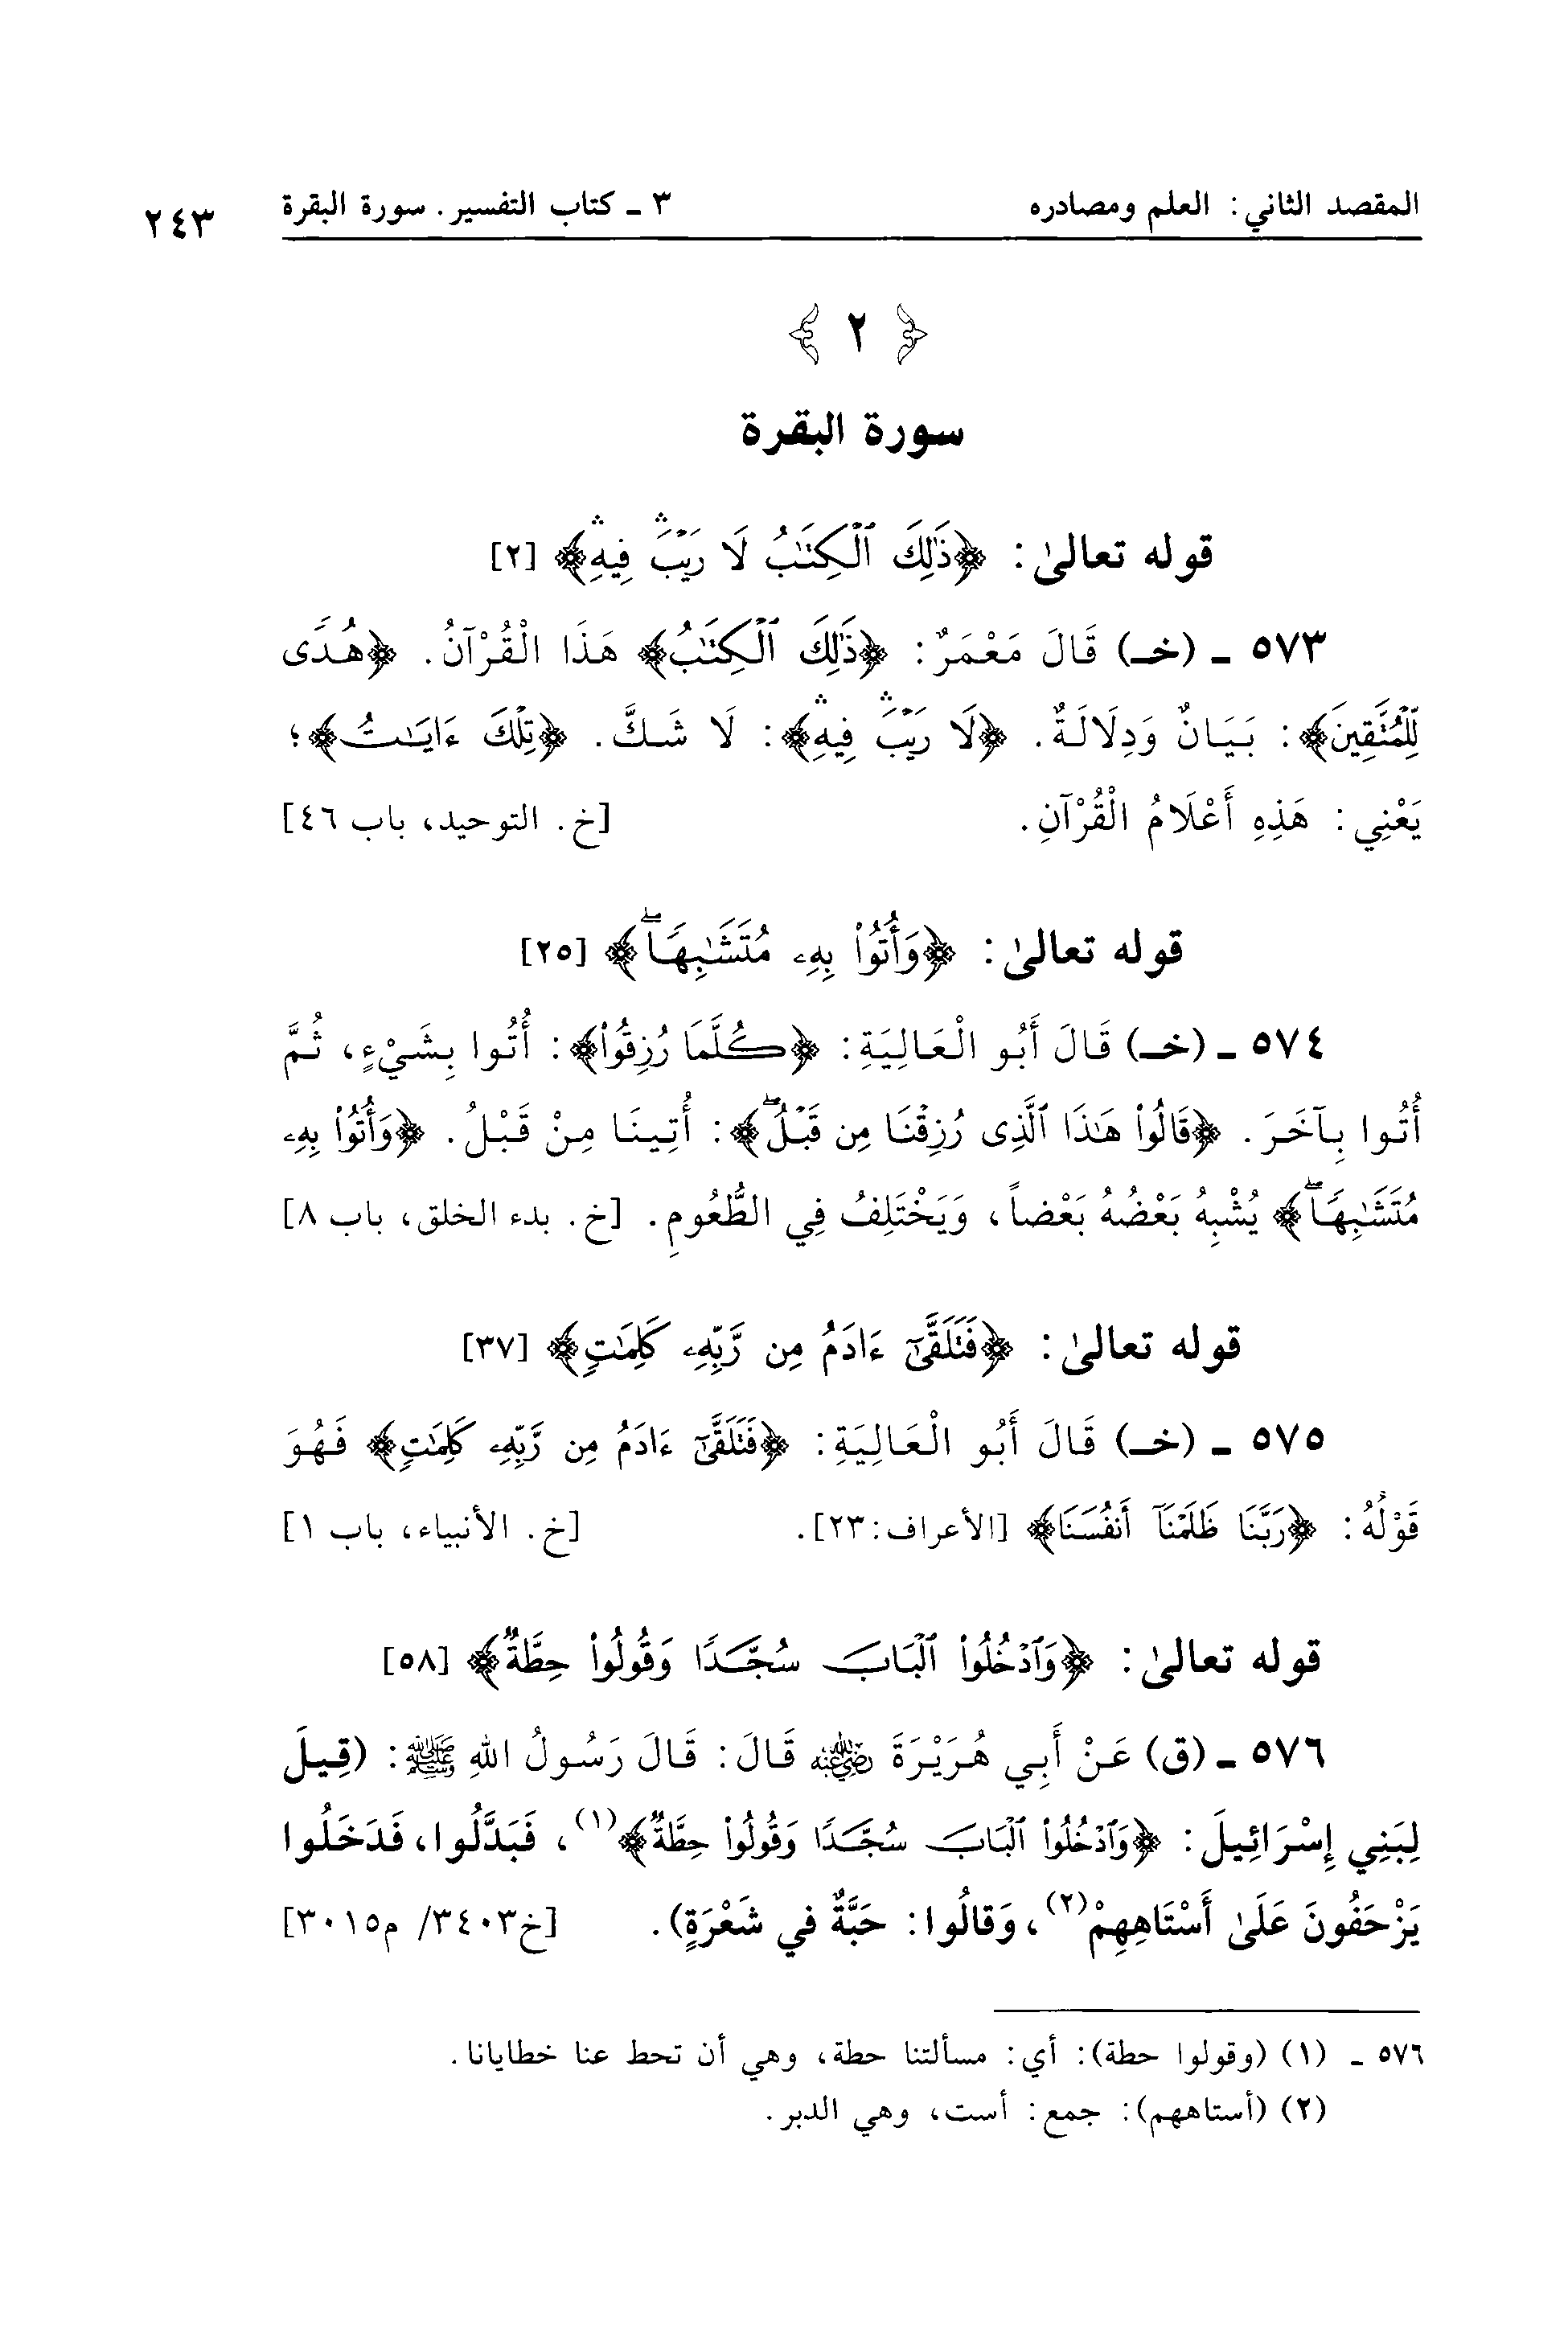 المقصد الثاني: العلم ومصادره ٣ ـ كتاب التفسير. سورة البقرة ٢٤٣
﴿ ٢ ﴾
سورة البقرة
قوله تعالىٰ: ﴿ذَٰلِكَ ٱلْكِتَٰبُ لَا رَيْبَۛ فِيهِۛ﴾ [٢]
٥٧٣ ـ (خـ) قَالَ مَعْمَرٌ: ﴿ذَٰلِكَ ٱلْكِتَٰبُ﴾ هَذَا الْقُرْآنُ. ﴿هُدًى
لِّلْمُتَّقِينَ﴾: بَيَانٌ وَدِلَالَةٌ. ﴿لَا رَيْبَۛ فِيهِۛ﴾: لَا شَكَّ. ﴿تِلْكَ ءَايَٰتُ﴾؛
يَعْنِي: هَذِهِ أَعْلَامُ الْقُرْآنِ. [خ. التوحيد، باب ٤٦]
قوله تعالىٰ: ﴿وَأُتُوا۟ بِهِۦ مُتَشَٰبِهًاۖ﴾ [٢٥]
٥٧٤ ـ (خـ) قَالَ أَبُو الْعَالِيَةِ: ﴿كُلَّمَا رُزِقُوا۟﴾: أُتُوا بِشَيْءٍ، ثُمَّ
أُتُوا بِآخَرَ. ﴿قَالُوا۟ هَٰذَا ٱلَّذِى رُزِقْنَا مِن قَبْلُۖ﴾: أُتِينَا مِنْ قَبْلُ. ﴿وَأُتُوا۟ بِهِۦ
مُتَشَٰبِهًاۖ﴾ يُشْبِهُ بَعْضُهُ بَعْضاً، وَيَخْتَلِفُ فِي الطُّعُومِ. [خ. بدء الخلق، باب ٨]
قوله تعالىٰ: ﴿فَتَلَقَّىٰٓ ءَادَمُ مِن رَّبِّهِۦ كَلِمَٰتٍ﴾ [٣٧]
٥٧٥ ـ (خـ) قَالَ أَبُو الْعَالِيَةِ: ﴿فَتَلَقَّىٰٓ ءَادَمُ مِن رَّبِّهِۦ كَلِمَٰتٍ﴾ فَهُوَ
قَوْلُهُ: ﴿رَبَّنَا ظَلَمْنَآ أَنفُسَنَا﴾ [الأعراف: ٢٣]. [خ. الأنبياء، باب ١]
قوله تعالىٰ: ﴿وَٱدْخُلُوا۟ ٱلْبَابَ سُجَّدًا وَقُولُوا۟ حِطَّةٌ﴾ [٥٨]
٥٧٦ ـ (ق) عَنْ أَبِي هُرَيْرَةَ رضي الله عنه قَالَ: قَالَ رَسُولُ اللهِ ﷺ: (قِيلَ
لِبَنِي إِسْرَائِيلَ: ﴿وَٱدْخُلُوا۟ ٱلْبَابَ سُجَّدًا وَقُولُوا۟ حِطَّةٌ﴾(١)، فَبَدَّلُوا، فَدَخَلُوا
يَزْحَفُونَ عَلَىٰ أَسْتَاهِهِمْ(٢)، وَقالُوا: حَبَّةٌ في شَعْرَةٍ). [خ٣٤٠٣/ م٣٠١٥]
٥٧٦ ـ (١) (وقولوا حطة): أي: مسألتنا حطة، وهي أن تحط عنا خطايانا.
(٢) (أستاههم): جمع: أست، وهي الدبر.